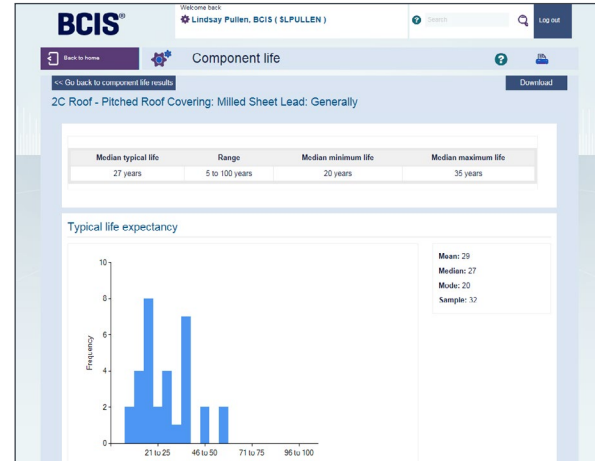 BCIS®
Welcome back
Lindsay Pullen, BCIS ( SLPULLEN )
? Search
Log out
Back to home
Component life
?
<< Go back to component life results
Download
2C Roof - Pitched Roof Covering: Milled Sheet Lead: Generally
Median typical life Range Median minimum life Median maximum life
27 years 5 to 100 years 20 years 35 years
Typical life expectancy
Mean: 29
Median: 27
Mode: 20
Sample: 32
Frequency
10
8
6
4
2
0
21 to 25 46 to 50 71 to 75 96 to 100